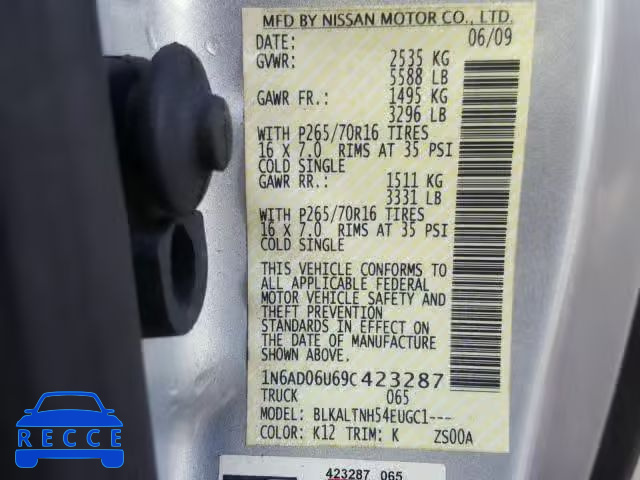 MFD BY NISSAN MOTOR CO., LTD.
DATE: 06/09
GVWR: 2535 KG
5588 LB
GAWR FR.: 1495 KG
3296 LB
WITH P265/70R16 TIRES
16 X 7.0 RIMS AT 35 PSI
COLD SINGLE
GAWR RR.: 1511 KG
3331 LB
WITH P265/70R16 TIRES
16 X 7.0 RIMS AT 35 PSI
COLD SINGLE
THIS VEHICLE CONFORMS TO
ALL APPLICABLE FEDERAL
MOTOR VEHICLE SAFETY AND
THEFT PREVENTION
STANDARDS IN EFFECT ON
THE DATE OF MANUFACTURE
SHOWN ABOVE.
1N6AD06U69C423287
TRUCK 065
MODEL: BLKALTNH54EUGC1---
COLOR: K12 TRIM: K ZS00A
423287 065
RECCE